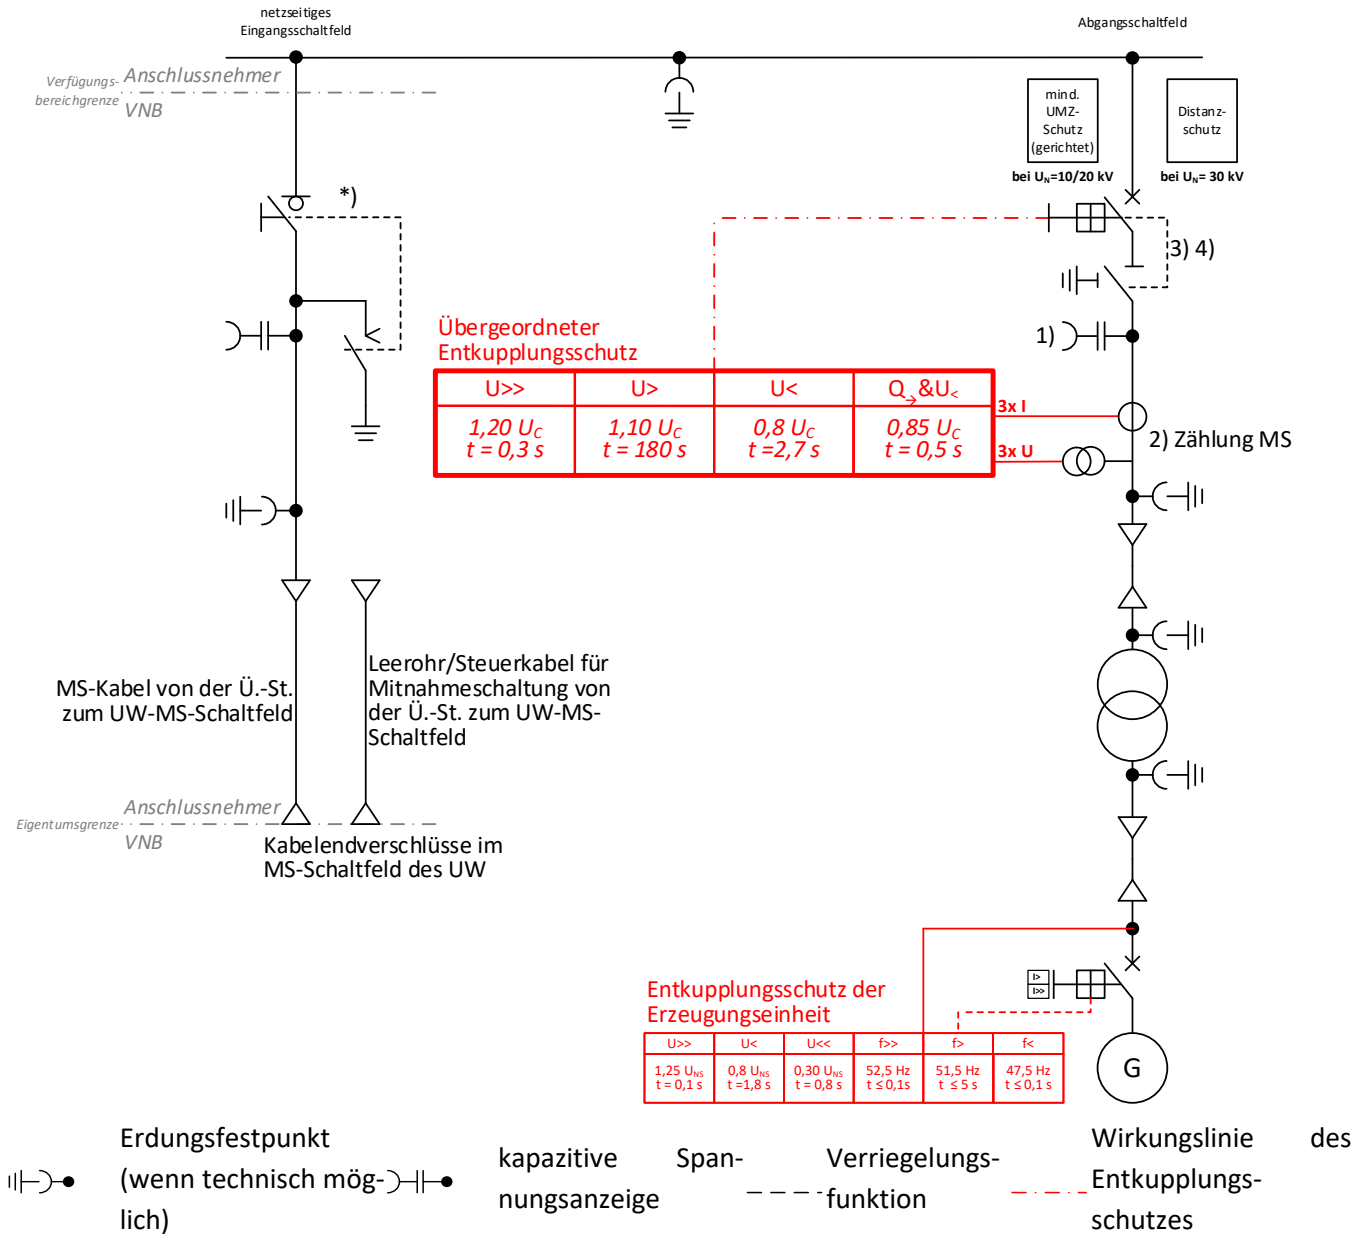 netzseitiges
Eingangsschaltfeld
Abgangsschaltfeld
Verfügungs-
bereichgrenze
Anschlussnehmer
VNB
mind.
UMZ-
Schutz
(gerichtet)
Distanz-
schutz
bei UN=10/20 kV
bei UN= 30 kV
*)
3) 4)
1)
Übergeordneter
Entkupplungsschutz
U>> U> U< Q→&U<
1,20 UC 1,10 UC 0,8 UC 0,85 UC
t = 0,3 s t = 180 s t =2,7 s t = 0,5 s
3x I
3x U
2) Zählung MS
MS-Kabel von der Ü.-St.
zum UW-MS-Schaltfeld
Leerohr/Steuerkabel für
Mitnahmeschaltung von
der Ü.-St. zum UW-MS-
Schaltfeld
Eigentumsgrenze
Anschlussnehmer
VNB
Kabelendverschlüsse im
MS-Schaltfeld des UW
Entkupplungsschutz der
Erzeugungseinheit
I>
I>>
U>> U< U<< f>> f> f<
1,25 UNS 0,8 UNS 0,30 UNS 52,5 Hz 51,5 Hz 47,5 Hz
t = 0,1 s t =1,8 s t = 0,8 s t ≤ 0,1s t ≤ 5 s t ≤ 0,1 s
G
Erdungsfestpunkt
(wenn technisch mög-
lich)
kapazitive Span-
nungsanzeige
Verriegelungs-
funktion
Wirkungslinie des
Entkupplungs-
schutzes